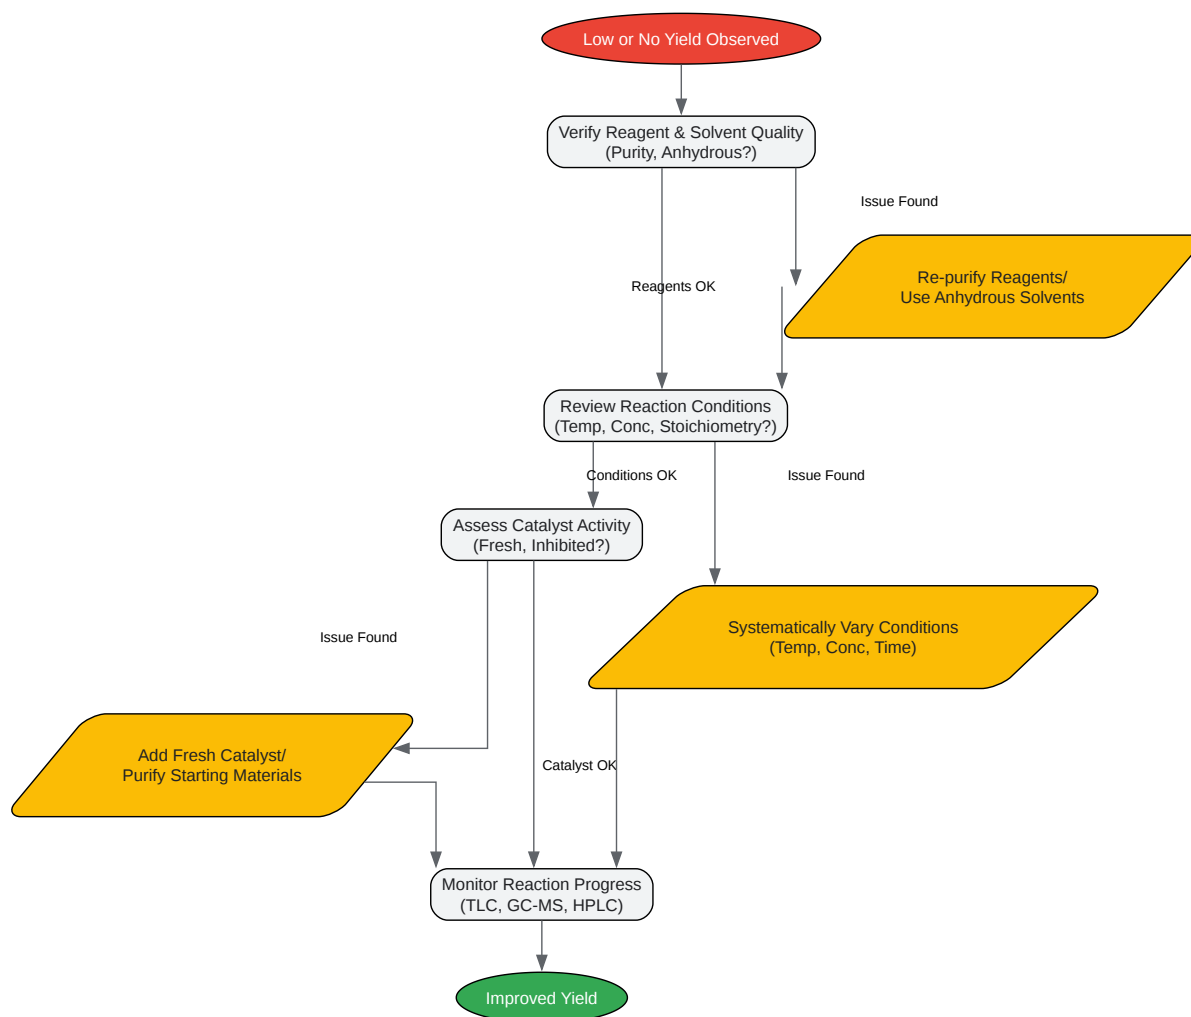 Low or No Yield Observed
Verify Reagent & Solvent Quality
(Purity, Anhydrous?)
Issue Found
Re-purify Reagents/
Use Anhydrous Solvents
Reagents OK
Review Reaction Conditions
(Temp, Conc, Stoichiometry?)
Conditions OK
Issue Found
Assess Catalyst Activity
(Fresh, Inhibited?)
Systematically Vary Conditions
(Temp, Conc, Time)
Issue Found
Add Fresh Catalyst/
Purify Starting Materials
Catalyst OK
Monitor Reaction Progress
(TLC, GC-MS, HPLC)
Improved Yield